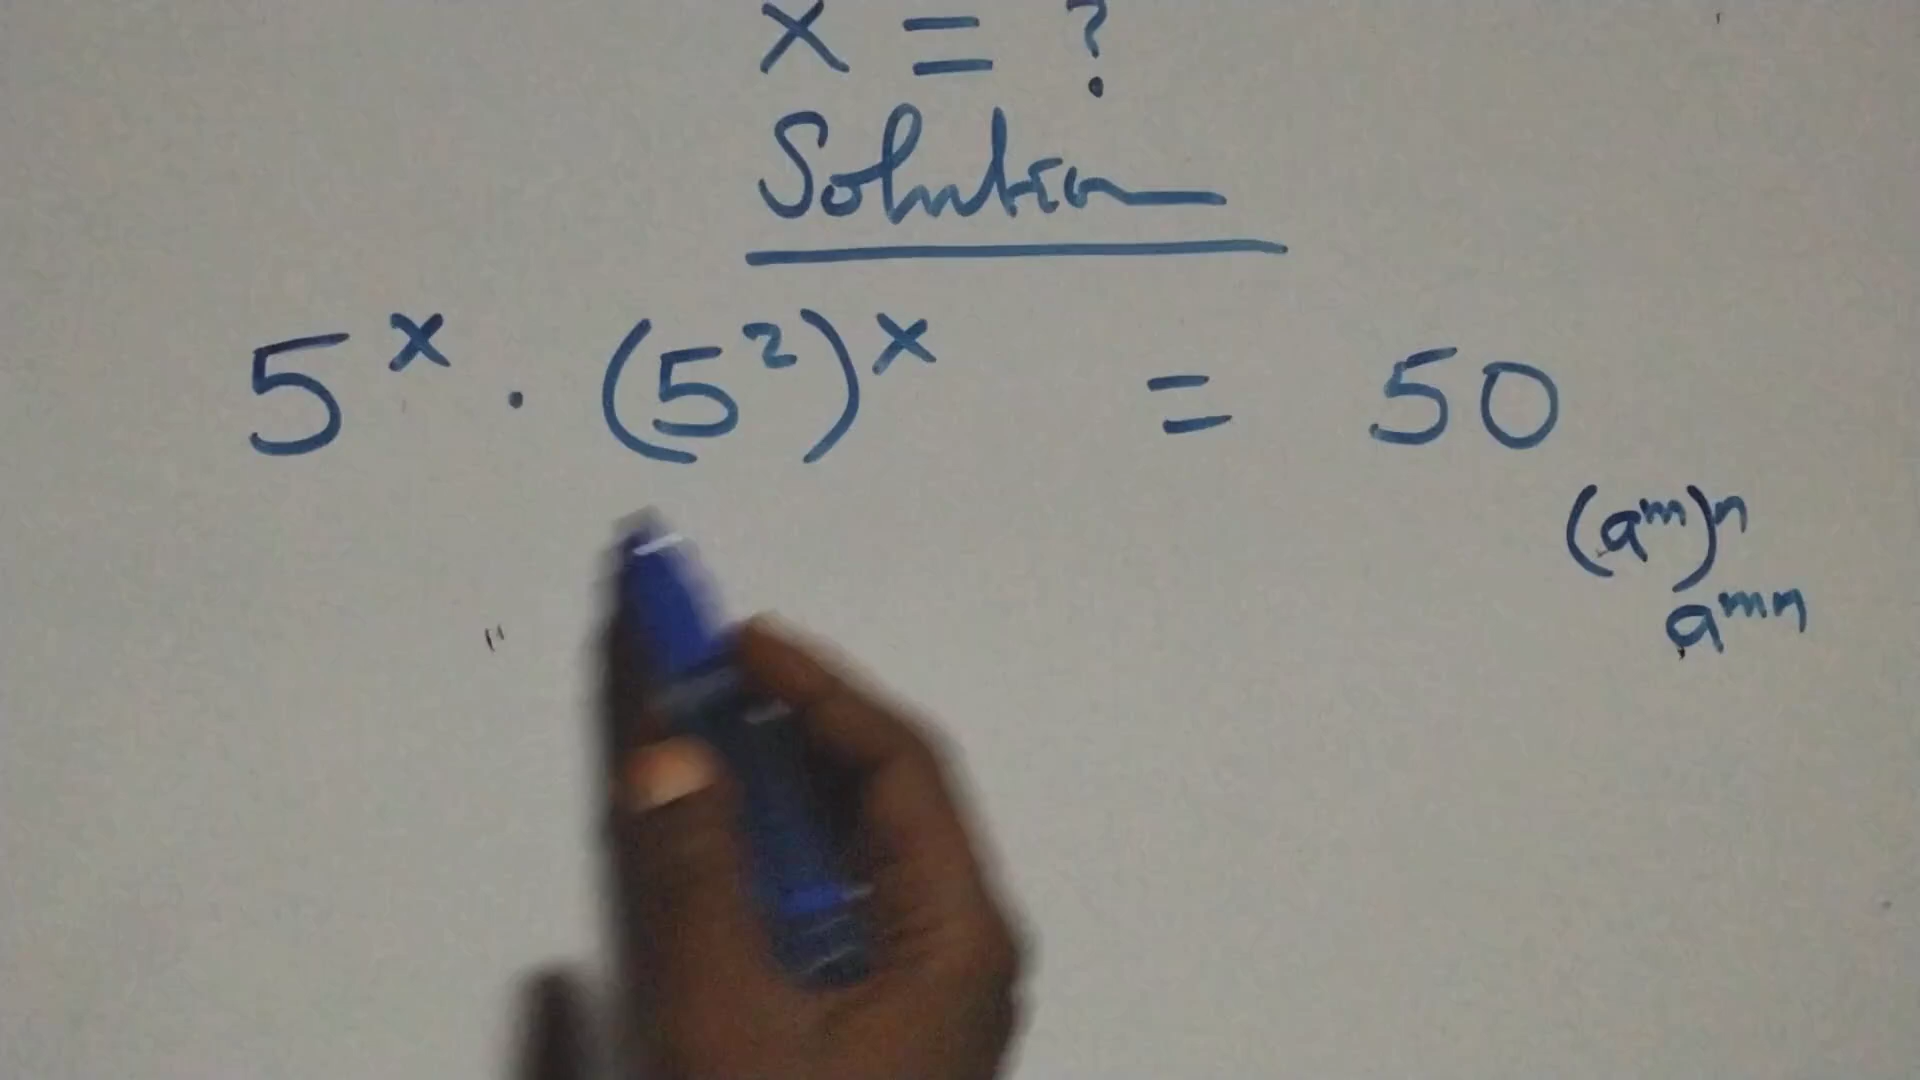 x = ?
Solution
5^x · (5^2)^x = 50
(a^m)^n
a^mn